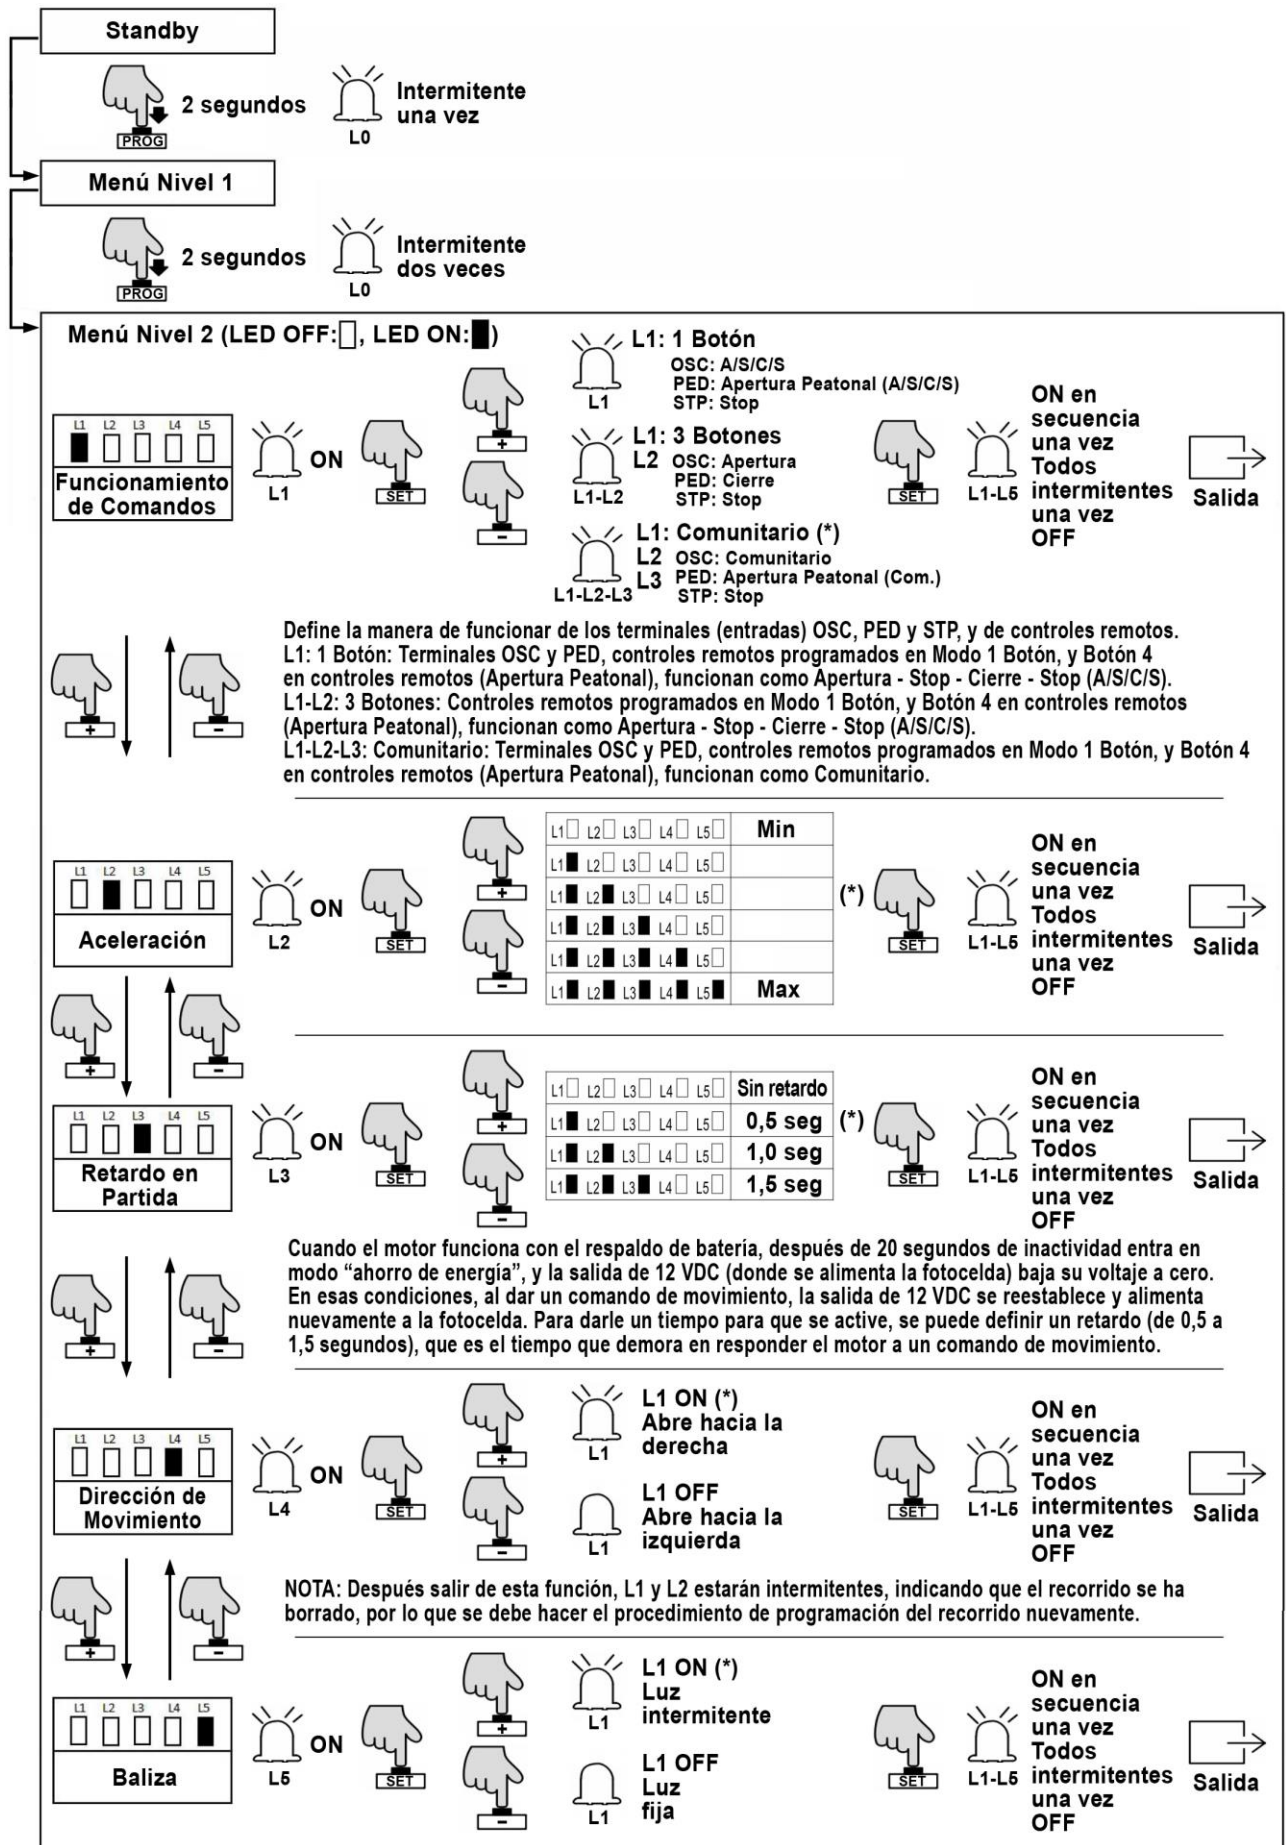 Standby
2 segundos
PROG
Intermitente
una vez
L0
Menú Nivel 1
2 segundos
PROG
Intermitente
dos veces
L0
Menú Nivel 2 (LED OFF: , LED ON: )
L1 L2 L3 L4 L5
Funcionamiento
de Comandos
L1
ON
SET
+
-
L1
L1: 1 Botón
OSC: A/S/C/S
PED: Apertura Peatonal (A/S/C/S)
STP: Stop
L1-L2
L1: 3 Botones
L2 OSC: Apertura
PED: Cierre
STP: Stop
L1-L2-L3
L1: Comunitario (*)
L2 OSC: Comunitario
L3 PED: Apertura Peatonal (Com.)
STP: Stop
SET
L1-L5
ON en
secuencia
una vez
Todos
intermitentes
una vez
OFF
Salida
+
-
Define la manera de funcionar de los terminales (entradas) OSC, PED y STP, y de controles remotos.
L1: 1 Botón: Terminales OSC y PED, controles remotos programados en Modo 1 Botón, y Botón 4
en controles remotos (Apertura Peatonal), funcionan como Apertura - Stop - Cierre - Stop (A/S/C/S).
L1-L2: 3 Botones: Controles remotos programados en Modo 1 Botón, y Botón 4 en controles remotos
(Apertura Peatonal), funcionan como Apertura - Stop - Cierre - Stop (A/S/C/S).
L1-L2-L3: Comunitario: Terminales OSC y PED, controles remotos programados en Modo 1 Botón, y Botón 4
en controles remotos (Apertura Peatonal), funcionan como Comunitario.
L1 L2 L3 L4 L5
Aceleración
L2
ON
SET
+
-
L1 L2 L3 L4 L5 Min
L1 L2 L3 L4 L5
L1 L2 L3 L4 L5 (*)
L1 L2 L3 L4 L5
L1 L2 L3 L4 L5
L1 L2 L3 L4 L5 Max
SET
L1-L5
ON en
secuencia
una vez
Todos
intermitentes
una vez
OFF
Salida
+
-
L1 L2 L3 L4 L5
Retardo en
Partida
L3
ON
SET
+
-
L1 L2 L3 L4 L5 Sin retardo
L1 L2 L3 L4 L5 0,5 seg (*)
L1 L2 L3 L4 L5 1,0 seg
L1 L2 L3 L4 L5 1,5 seg
SET
L1-L5
ON en
secuencia
una vez
Todos
intermitentes
una vez
OFF
Salida
+
-
Cuando el motor funciona con el respaldo de batería, después de 20 segundos de inactividad entra en
modo “ahorro de energía”, y la salida de 12 VDC (donde se alimenta la fotocelda) baja su voltaje a cero.
En esas condiciones, al dar un comando de movimiento, la salida de 12 VDC se reestablece y alimenta
nuevamente a la fotocelda. Para darle un tiempo para que se active, se puede definir un retardo (de 0,5 a
1,5 segundos), que es el tiempo que demora en responder el motor a un comando de movimiento.
L1 L2 L3 L4 L5
Dirección de
Movimiento
L4
ON
SET
+
-
L1
L1 ON (*)
Abre hacia la
derecha
L1
L1 OFF
Abre hacia la
izquierda
SET
L1-L5
ON en
secuencia
una vez
Todos
intermitentes
una vez
OFF
Salida
+
-
NOTA: Después salir de esta función, L1 y L2 estarán intermitentes, indicando que el recorrido se ha
borrado, por lo que se debe hacer el procedimiento de programación del recorrido nuevamente.
L1 L2 L3 L4 L5
Baliza
L5
ON
SET
+
-
L1
L1 ON (*)
Luz
intermitente
L1
L1 OFF
Luz
fija
SET
L1-L5
ON en
secuencia
una vez
Todos
intermitentes
una vez
OFF
Salida